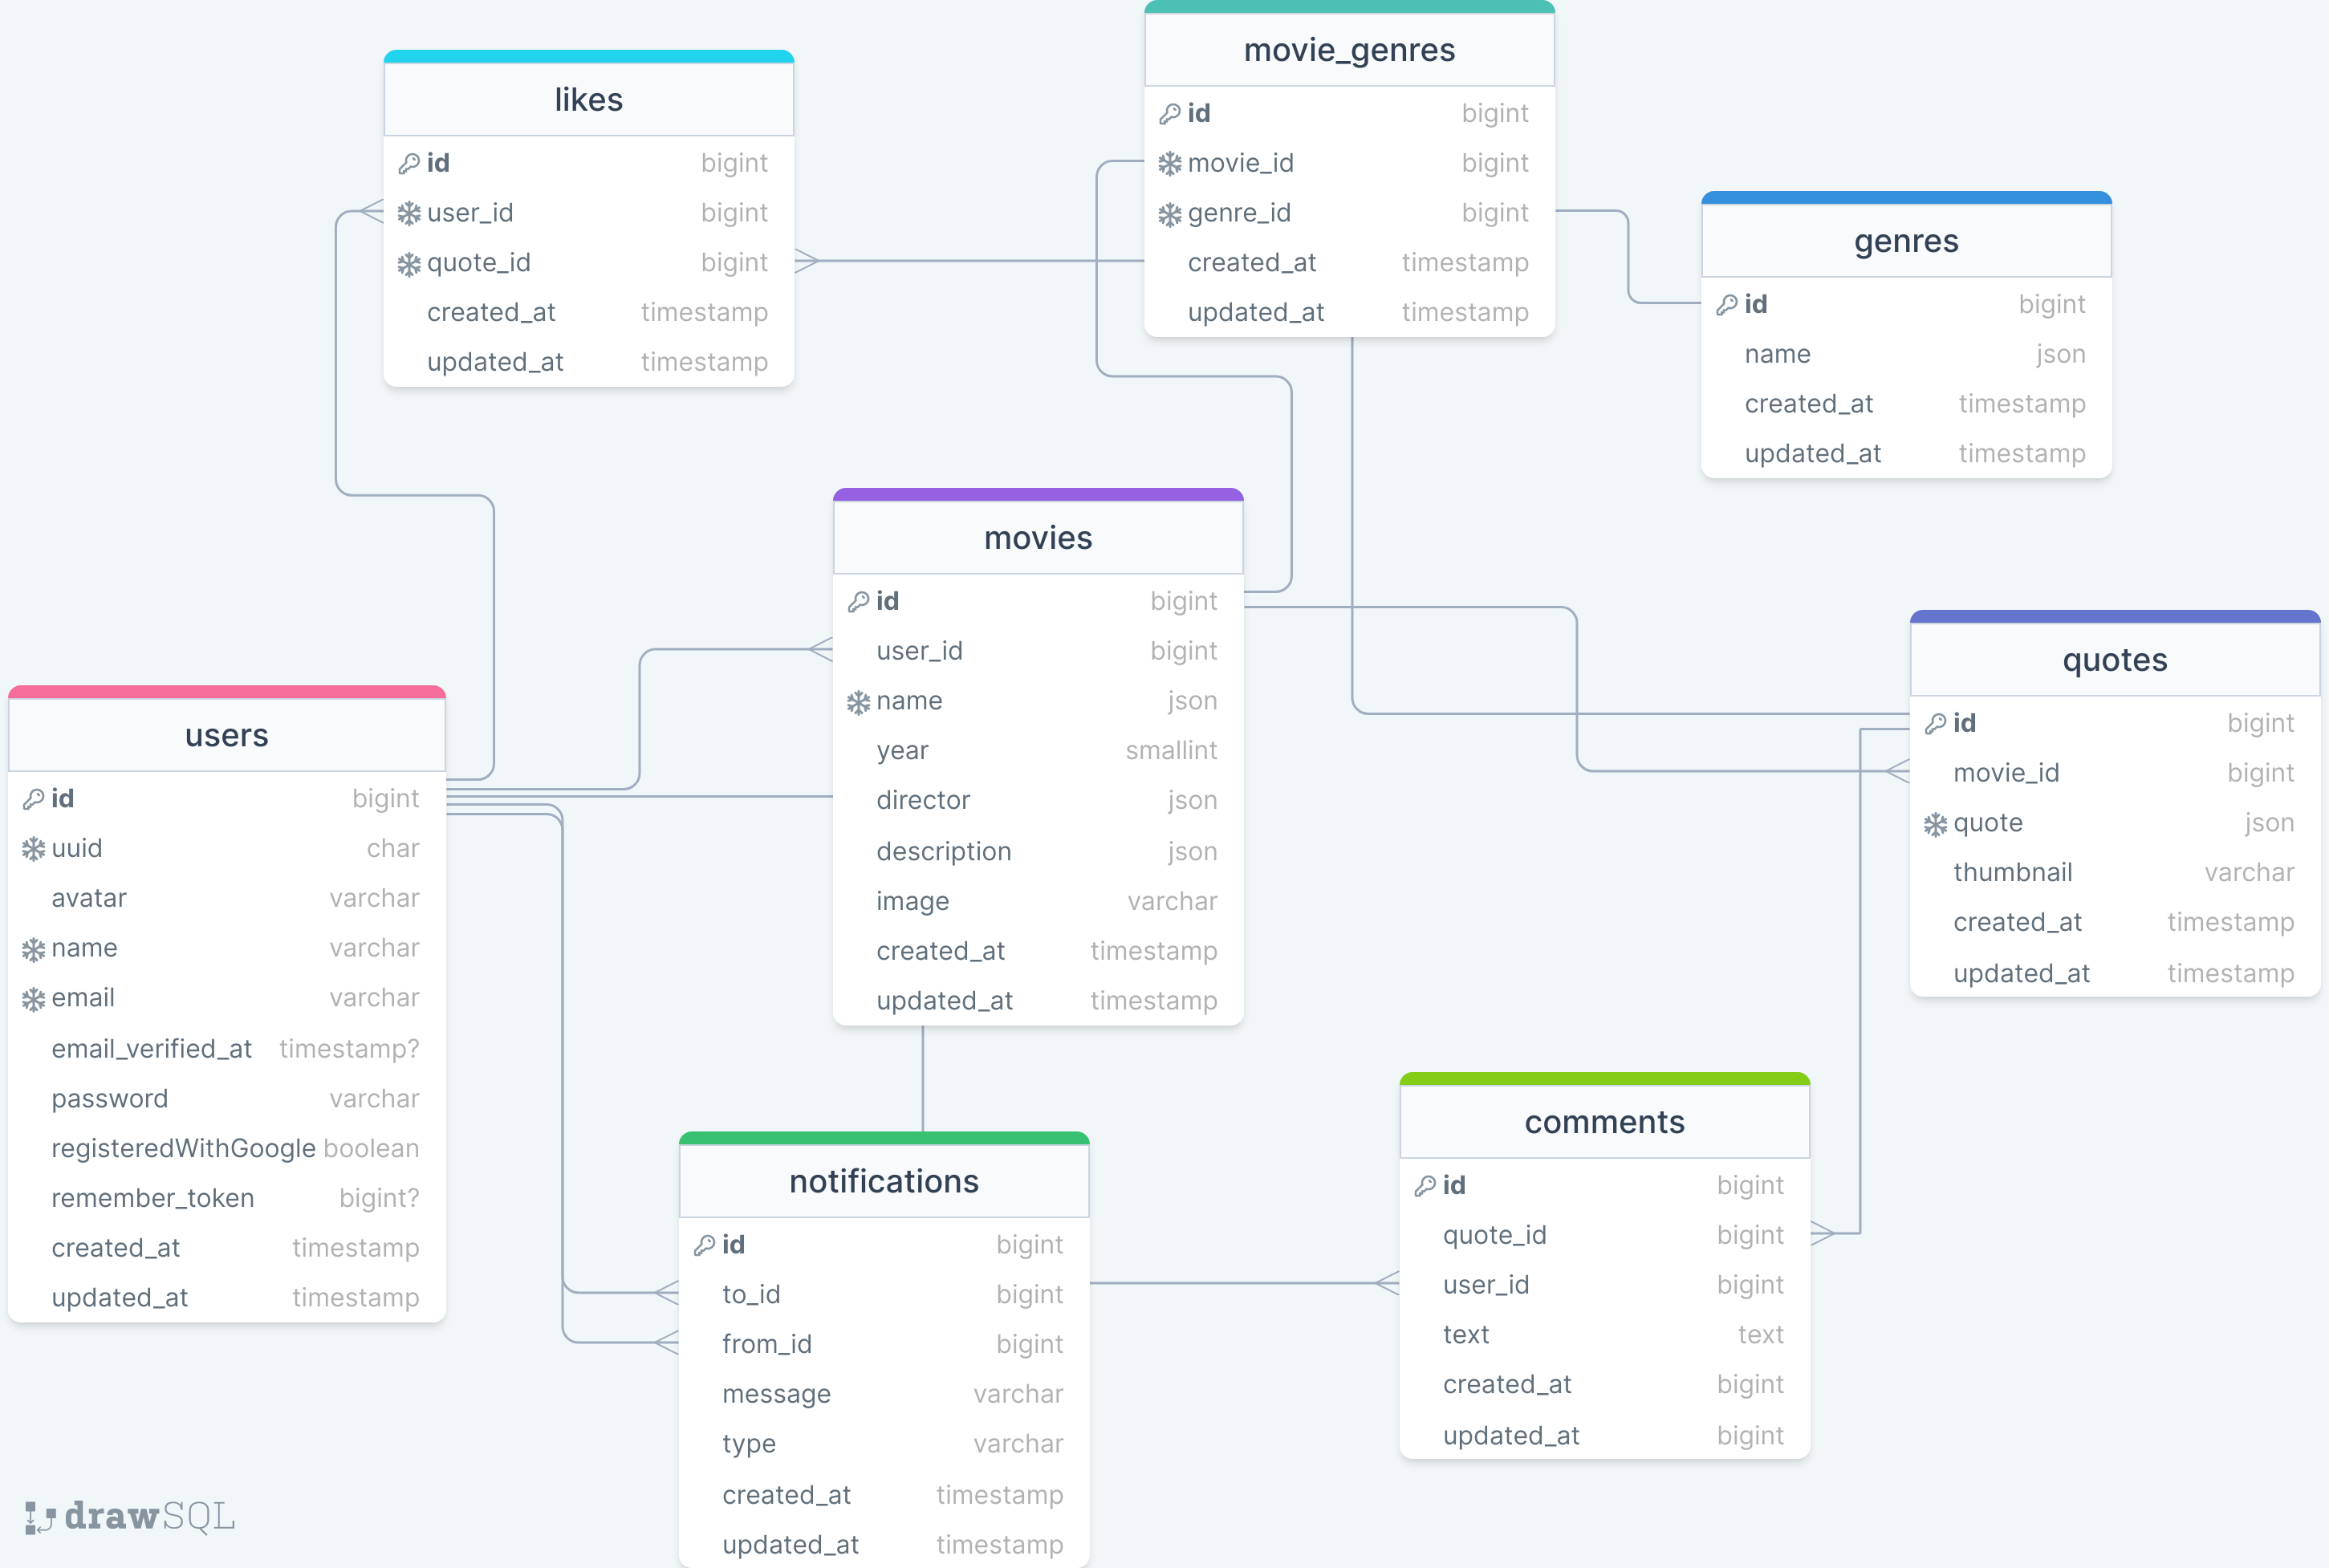 likes
id bigint
user_id bigint
quote_id bigint
created_at timestamp
updated_at timestamp
movie_genres
id bigint
movie_id bigint
genre_id bigint
created_at timestamp
updated_at timestamp
genres
id bigint
name json
created_at timestamp
updated_at timestamp
movies
id bigint
user_id bigint
name json
year smallint
director json
description json
image varchar
created_at timestamp
updated_at timestamp
quotes
id bigint
movie_id bigint
quote json
thumbnail varchar
created_at timestamp
updated_at timestamp
users
id bigint
uuid char
avatar varchar
name varchar
email varchar
email_verified_at timestamp?
password varchar
registeredWithGoogle boolean
remember_token bigint?
created_at timestamp
updated_at timestamp
notifications
id bigint
to_id bigint
from_id bigint
message varchar
type varchar
created_at timestamp
updated_at timestamp
comments
id bigint
quote_id bigint
user_id bigint
text text
created_at bigint
updated_at bigint
drawSQL